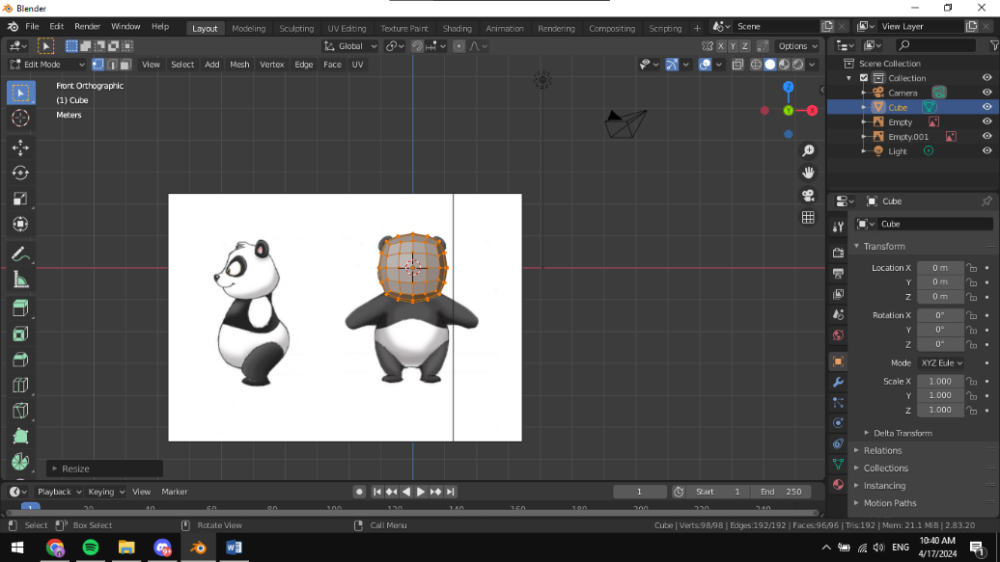 Blender
File Edit Render Window Help
Layout Modeling Sculpting UV Editing Texture Paint Shading Animation Rendering Compositing Scripting +
Scene
View Layer
Global
X Y Z
Options
Edit Mode
View Select Add Mesh Vertex Edge Face UV
Front Orthographic
(1) Cube
Meters
Z
X
Y
Scene Collection
Collection
Camera
Cube
Empty
Empty.001
Light
Cube
Cube
Transform
Location X 0 m
Y 0 m
Z 0 m
Rotation X 0°
Y 0°
Z 0°
Mode XYZ Eule
Scale X 1.000
Y 1.000
Z 1.000
Delta Transform
Relations
Collections
Instancing
Motion Paths
Resize
Playback Keying View Marker
1
Start 1
End 250
1 20 40 60 80 100 120 140 160 180 200 220 240
Select Box Select Rotate View Call Menu
Cube | Verts:98/98 | Edges:192/192 | Faces:96/96 | Tris:192 | Mem: 21.1 MiB | 2.83.20
ENG
10:40 AM
4/17/2024
1